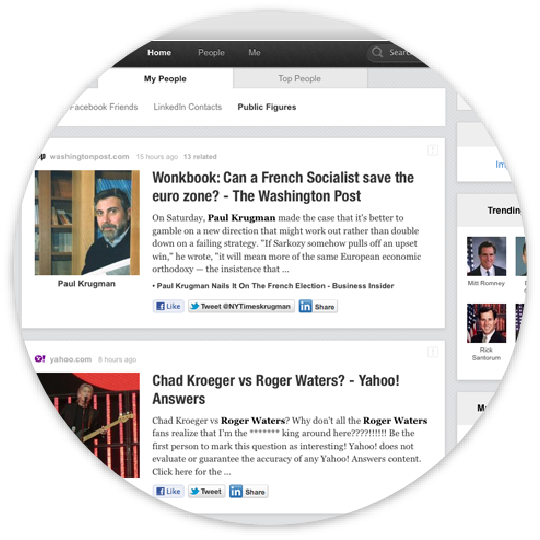 Home People Me Search
My People Top People
Facebook Friends LinkedIn Contacts Public Figures
washingtonpost.com 15 hours ago 13 related
Wonkbook: Can a French Socialist save the
euro zone? - The Washington Post
On Saturday, Paul Krugman made the case that it's better to
gamble on a new direction that might work out rather than double
down on a failing strategy. "If Sarkozy somehow pulls off an upset
win," he wrote, "it will mean more of the same European economic
orthodoxy — the insistence that ...
• Paul Krugman Nails It On The French Election - Business Insider
Like Tweet @NYTimeskrugman Share
Paul Krugman
yahoo.com 8 hours ago
Chad Kroeger vs Roger Waters? - Yahoo!
Answers
Chad Kroeger vs Roger Waters? Why don't all the Roger Waters
fans realize that I'm the ******* king around here????!!!!!! Be the
first person to mark this question as interesting! Yahoo! does not
evaluate or guarantee the accuracy of any Yahoo! Answers content.
Click here for the ...
Like Tweet Share
Trending
Mitt Romney
Rick
Santorum